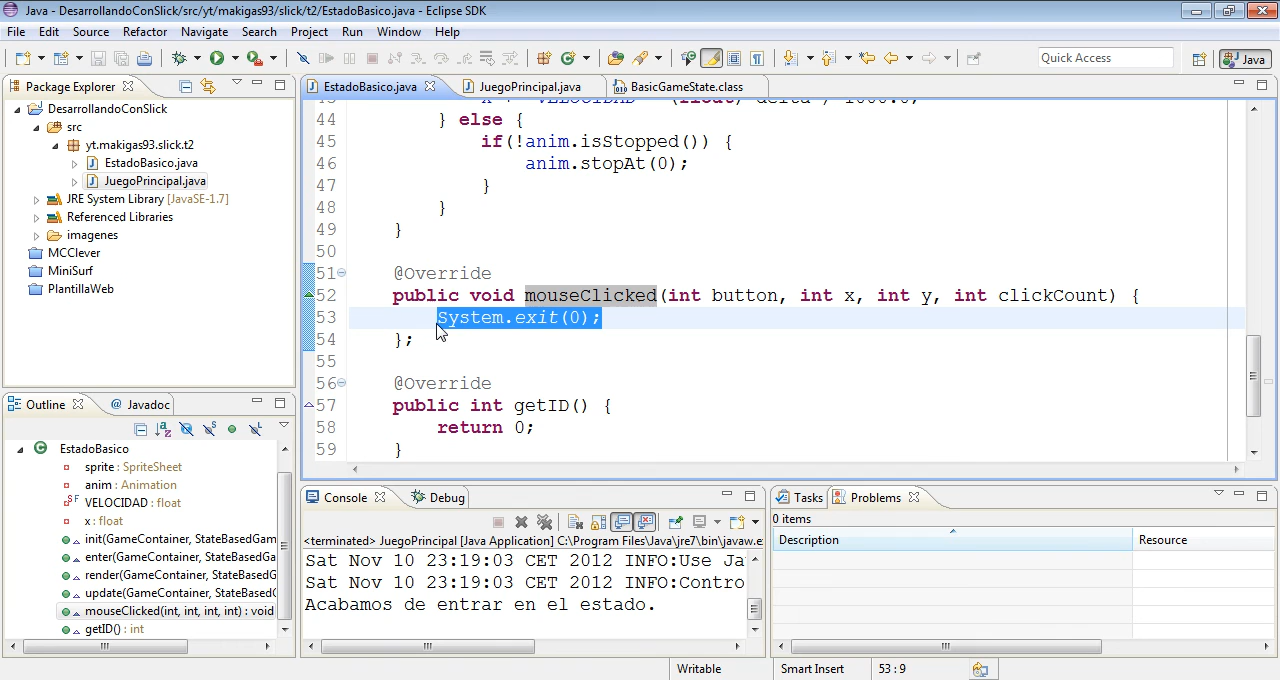 Java - DesarrollandoConSlick/src/yt/makigas93/slick/t2/EstadoBasico.java - Eclipse SDK
File Edit Source Refactor Navigate Search Project Run Window Help
Quick Access
Java
Package Explorer
DesarrollandoConSlick
src
yt.makigas93.slick.t2
EstadoBasico.java
JuegoPrincipal.java
JRE System Library [JavaSE-1.7]
Referenced Libraries
imagenes
MCClever
MiniSurf
PlantillaWeb
EstadoBasico.java JuegoPrincipal.java BasicGameState.class
44 } else {
45 if(!anim.isStopped()) {
46 anim.stopAt(0);
47 }
48 }
49 }
50
51 @Override
52 public void mouseClicked(int button, int x, int y, int clickCount) {
53 System.exit(0);
54 };
55
56 @Override
57 public int getID() {
58 return 0;
59 }
Outline Javadoc
EstadoBasico
sprite : SpriteSheet
anim : Animation
VELOCIDAD : float
x : float
init(GameContainer, StateBasedGam
enter(GameContainer, StateBasedGa
render(GameContainer, StateBasedG
update(GameContainer, StateBasedG
mouseClicked(int, int, int, int) : void
getID() : int
Console Debug
<terminated> JuegoPrincipal [Java Application] C:\Program Files\Java\jre7\bin\javaw.e
Sat Nov 10 23:19:03 CET 2012 INFO:Use Ja
Sat Nov 10 23:19:03 CET 2012 INFO:Contro
Acabamos de entrar en el estado.
Tasks Problems
0 items
Description Resource
Writable Smart Insert 53 : 9